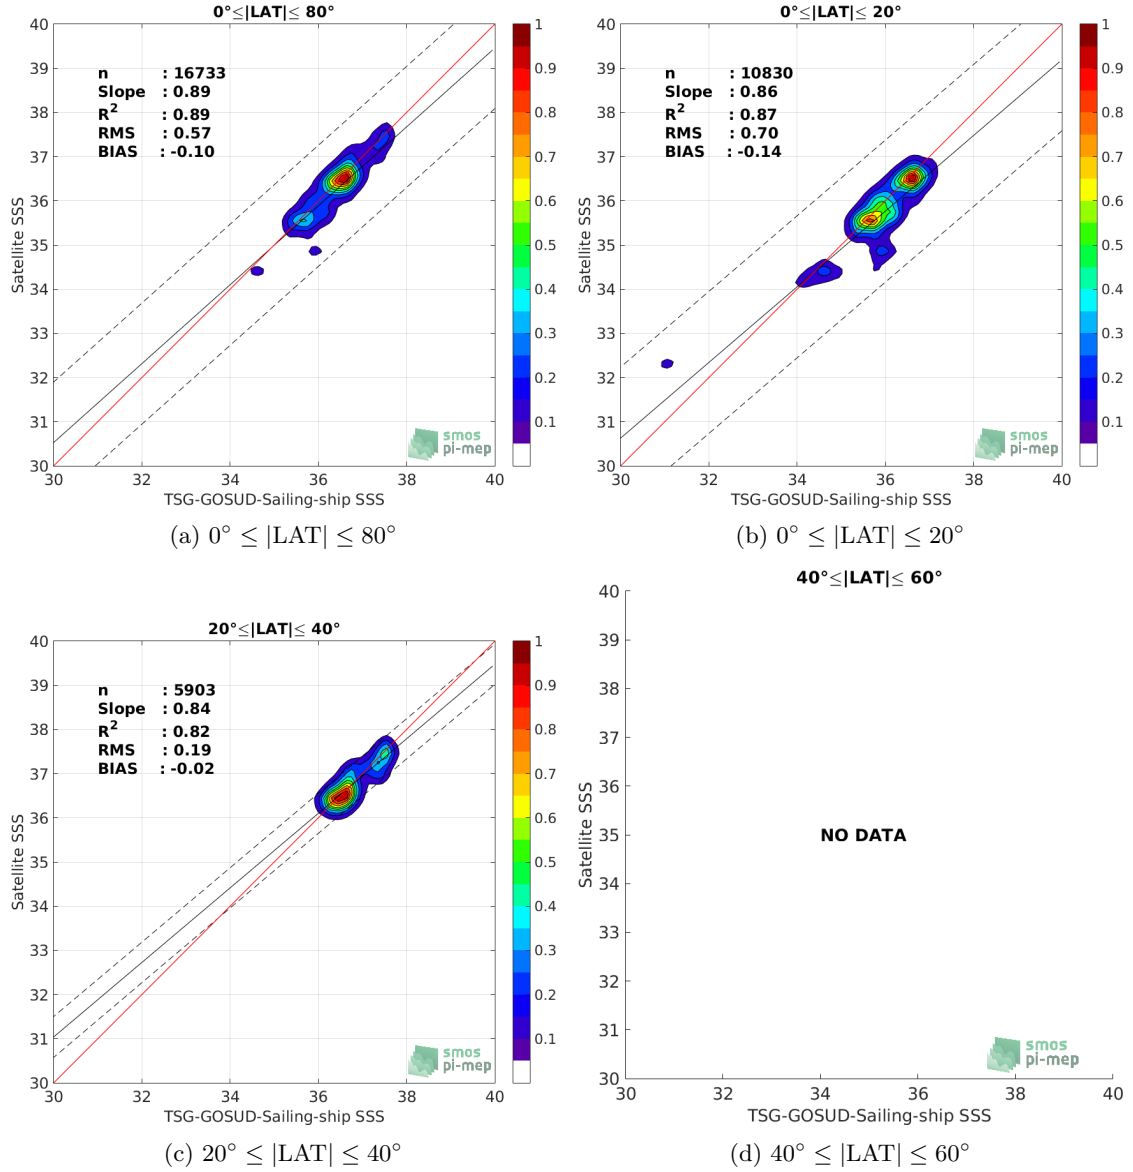 0°≤|LAT|≤ 80°
n : 16733
Slope : 0.89
R2 : 0.89
RMS : 0.57
BIAS : -0.10
40
39
38
37
36
35
34
33
32
31
30
30 32 34 36 38 40
Satellite SSS
TSG-GOSUD-Sailing-ship SSS
1
0.9
0.8
0.7
0.6
0.5
0.4
0.3
0.2
0.1
smos
pi-mep
(a) 0° ≤ |LAT| ≤ 80°
0°≤|LAT|≤ 20°
n : 10830
Slope : 0.86
R2 : 0.87
RMS : 0.70
BIAS : -0.14
40
39
38
37
36
35
34
33
32
31
30
30 32 34 36 38 40
Satellite SSS
TSG-GOSUD-Sailing-ship SSS
1
0.9
0.8
0.7
0.6
0.5
0.4
0.3
0.2
0.1
smos
pi-mep
(b) 0° ≤ |LAT| ≤ 20°
20°≤|LAT|≤ 40°
n : 5903
Slope : 0.84
R2 : 0.82
RMS : 0.19
BIAS : -0.02
40
39
38
37
36
35
34
33
32
31
30
30 32 34 36 38 40
Satellite SSS
TSG-GOSUD-Sailing-ship SSS
1
0.9
0.8
0.7
0.6
0.5
0.4
0.3
0.2
0.1
smos
pi-mep
(c) 20° ≤ |LAT| ≤ 40°
40°≤|LAT|≤ 60°
40
39
38
37
36
35
34
33
32
31
30
30 32 34 36 38 40
Satellite SSS
NO DATA
TSG-GOSUD-Sailing-ship SSS
smos
pi-mep
(d) 40° ≤ |LAT| ≤ 60°